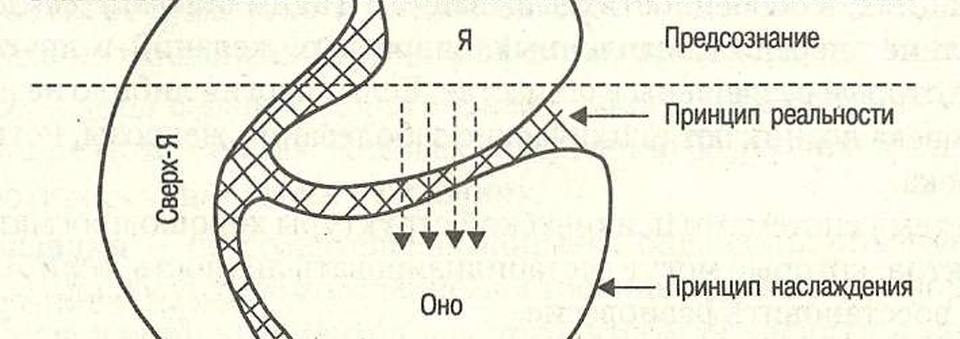 Я
Предсознание
Принцип реальности
Сверх-Я
Принцип наслаждения
Оно